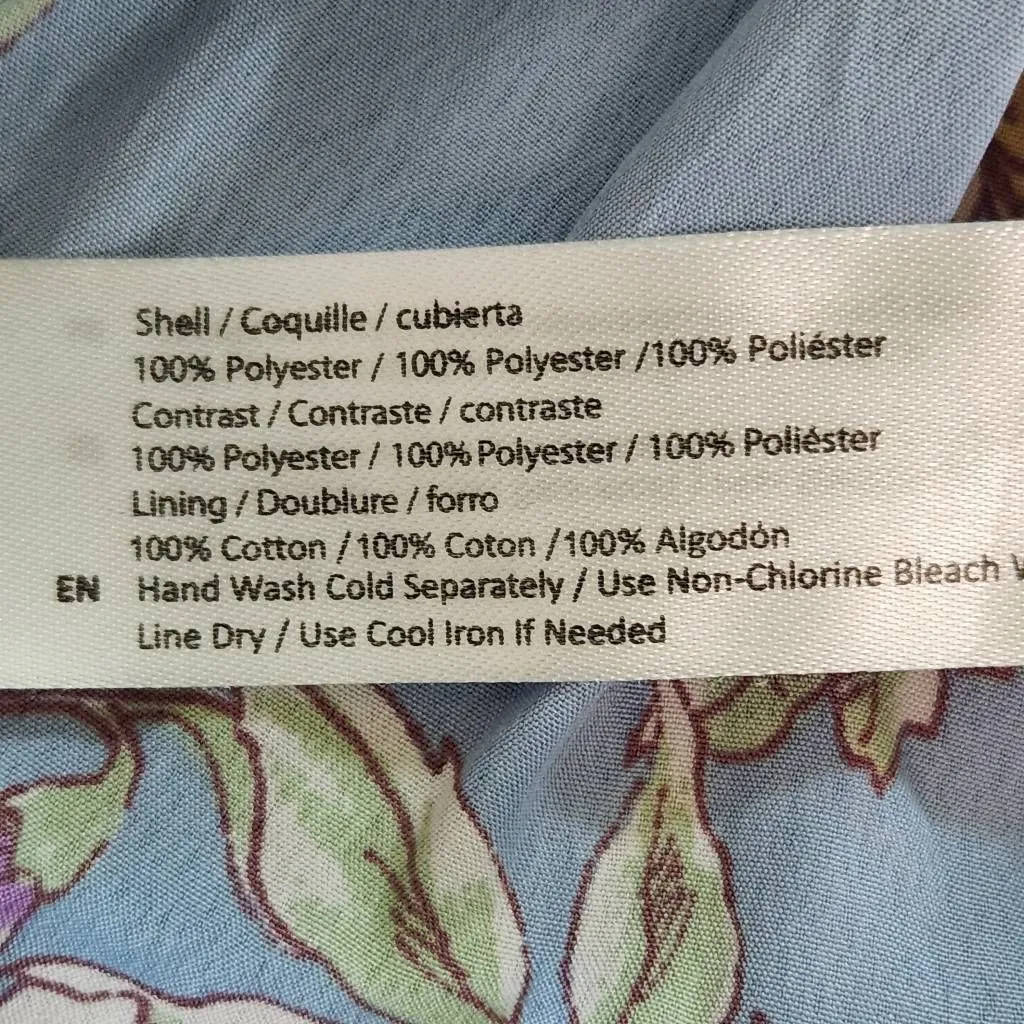 Shell / Coquille / cubierta
100% Polyester / 100% Polyester /100% Poliéster
Contrast / Contraste / contraste
100% Polyester / 100% Polyester / 100% Poliéster
Lining / Doublure / forro
100% Cotton /100% Coton /100% Algodón
EN Hand Wash Cold Separately / Use Non-Chlorine Bleach
Line Dry / Use Cool Iron If Needed